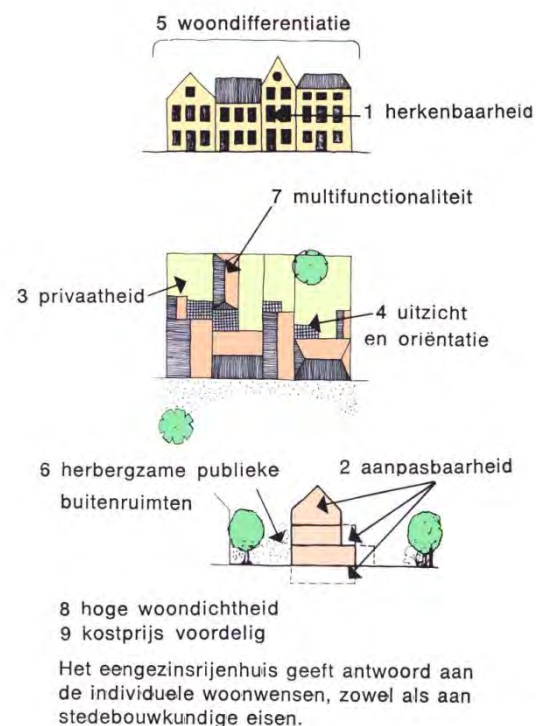 5 woondifferentiatie
1 herkenbaarheid
7 multifunctionaliteit
3 privaatheid
4 uitzicht
en oriëntatie
6 herbergzame publieke
buitenruimten
2 aanpasbaarheid
8 hoge woondichtheid
9 kostprijs voordelig
Het eengezinsrijenhuis geeft antwoord aan
de individuele woonwensen, zowel als aan
stedebouwkundige eisen.